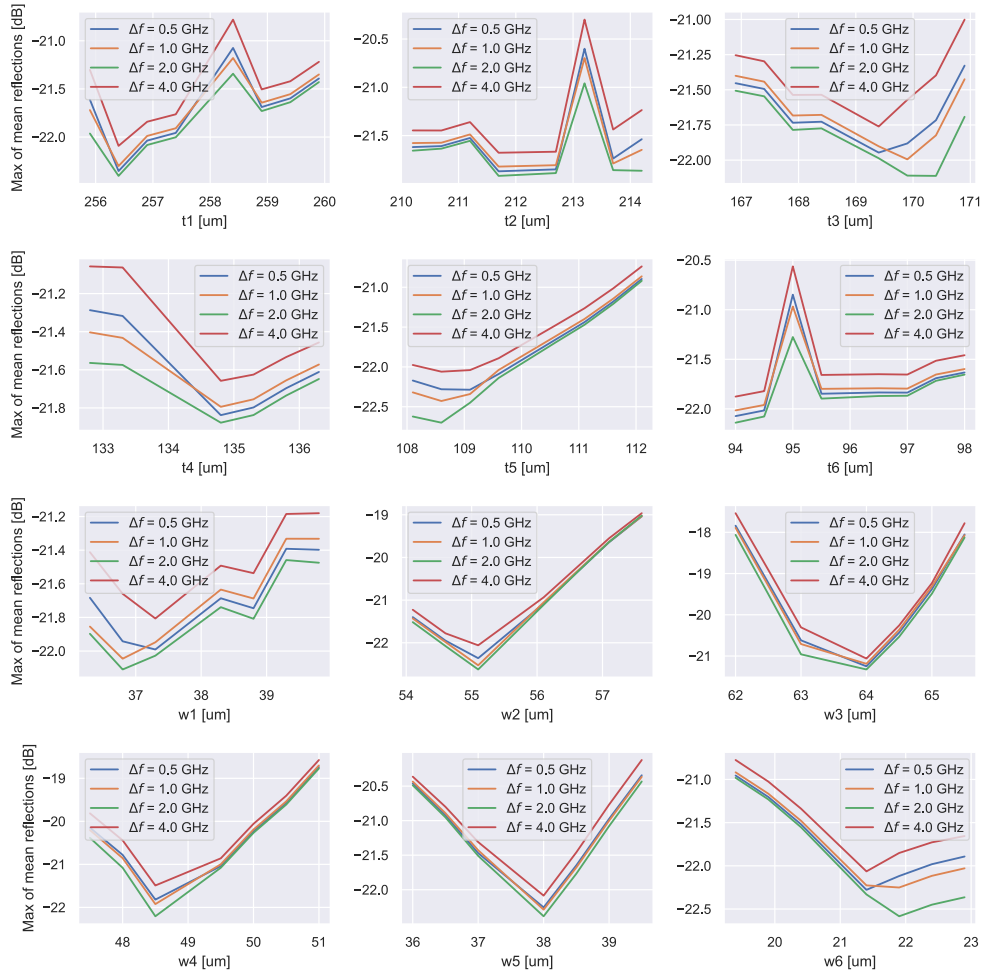 Max of mean reflections [dB]
−21.0
−21.5
−22.0
Δf = 0.5 GHz
Δf = 1.0 GHz
Δf = 2.0 GHz
Δf = 4.0 GHz
256 257 258 259 260
t1 [um]
−20.5
−21.0
−21.5
Δf = 0.5 GHz
Δf = 1.0 GHz
Δf = 2.0 GHz
Δf = 4.0 GHz
210 211 212 213 214
t2 [um]
−21.00
−21.25
−21.50
−21.75
−22.00
Δf = 0.5 GHz
Δf = 1.0 GHz
Δf = 2.0 GHz
Δf = 4.0 GHz
167 168 169 170 171
t3 [um]
Max of mean reflections [dB]
−21.2
−21.4
−21.6
−21.8
Δf = 0.5 GHz
Δf = 1.0 GHz
Δf = 2.0 GHz
Δf = 4.0 GHz
133 134 135 136
t4 [um]
−21.0
−21.5
−22.0
−22.5
Δf = 0.5 GHz
Δf = 1.0 GHz
Δf = 2.0 GHz
Δf = 4.0 GHz
108 109 110 111 112
t5 [um]
−20.5
−21.0
−21.5
−22.0
Δf = 0.5 GHz
Δf = 1.0 GHz
Δf = 2.0 GHz
Δf = 4.0 GHz
94 95 96 97 98
t6 [um]
Max of mean reflections [dB]
−21.2
−21.4
−21.6
−21.8
−22.0
Δf = 0.5 GHz
Δf = 1.0 GHz
Δf = 2.0 GHz
Δf = 4.0 GHz
37 38 39
w1 [um]
−19
−20
−21
−22
Δf = 0.5 GHz
Δf = 1.0 GHz
Δf = 2.0 GHz
Δf = 4.0 GHz
54 55 56 57
w2 [um]
−18
−19
−20
−21
Δf = 0.5 GHz
Δf = 1.0 GHz
Δf = 2.0 GHz
Δf = 4.0 GHz
62 63 64 65
w3 [um]
Max of mean reflections [dB]
−19
−20
−21
−22
Δf = 0.5 GHz
Δf = 1.0 GHz
Δf = 2.0 GHz
Δf = 4.0 GHz
48 49 50 51
w4 [um]
−20.5
−21.0
−21.5
−22.0
Δf = 0.5 GHz
Δf = 1.0 GHz
Δf = 2.0 GHz
Δf = 4.0 GHz
36 37 38 39
w5 [um]
−21.0
−21.5
−22.0
−22.5
Δf = 0.5 GHz
Δf = 1.0 GHz
Δf = 2.0 GHz
Δf = 4.0 GHz
20 21 22 23
w6 [um]